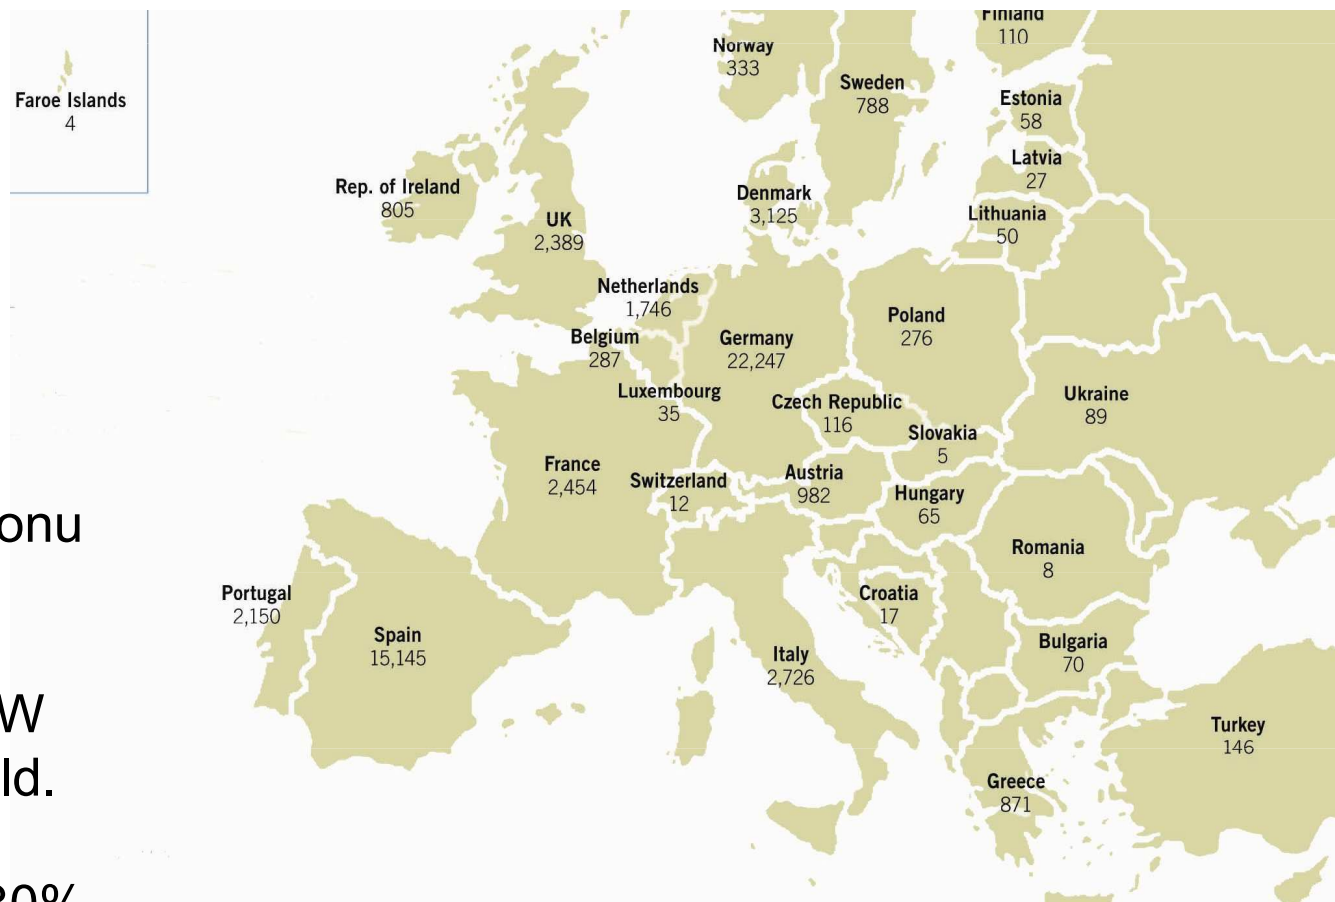 Finland
110
Norway
333
Sweden
788
Faroe Islands
4
Estonia
58
Latvia
27
Rep. of Ireland
805
Denmark
3,125
Lithuania
50
UK
2,389
Netherlands
1,746
Poland
276
Belgium
287
Germany
22,247
Luxembourg
35
Czech Republic
116
Ukraine
89
Slovakia
5
France
2,454
Switzerland
12
Austria
982
Hungary
65
onu
Romania
8
Portugal
2,150
Croatia
17
Spain
15,145
Italy
2,726
Bulgaria
70
W
ld.
Turkey
146
Greece
871